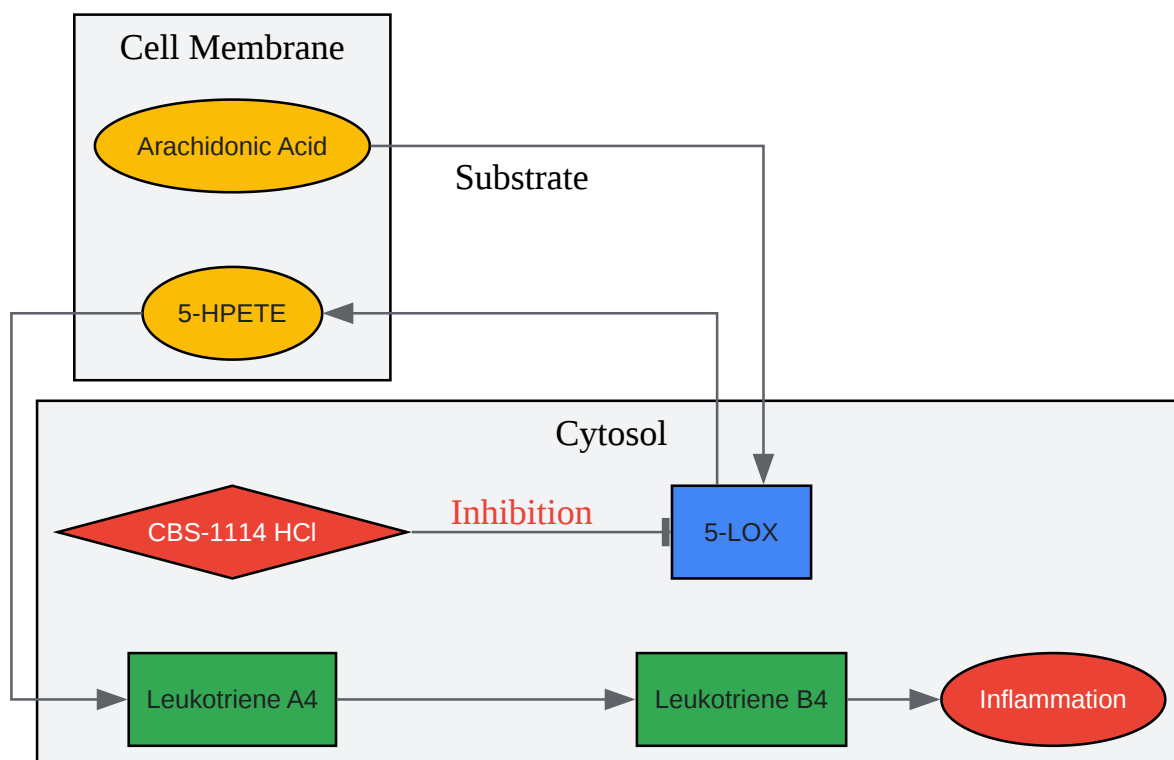 Cell Membrane
Arachidonic Acid
Substrate
5-HPETE
Cytosol
CBS-1114 HCl
Inhibition
5-LOX
Leukotriene A4
Leukotriene B4
Inflammation